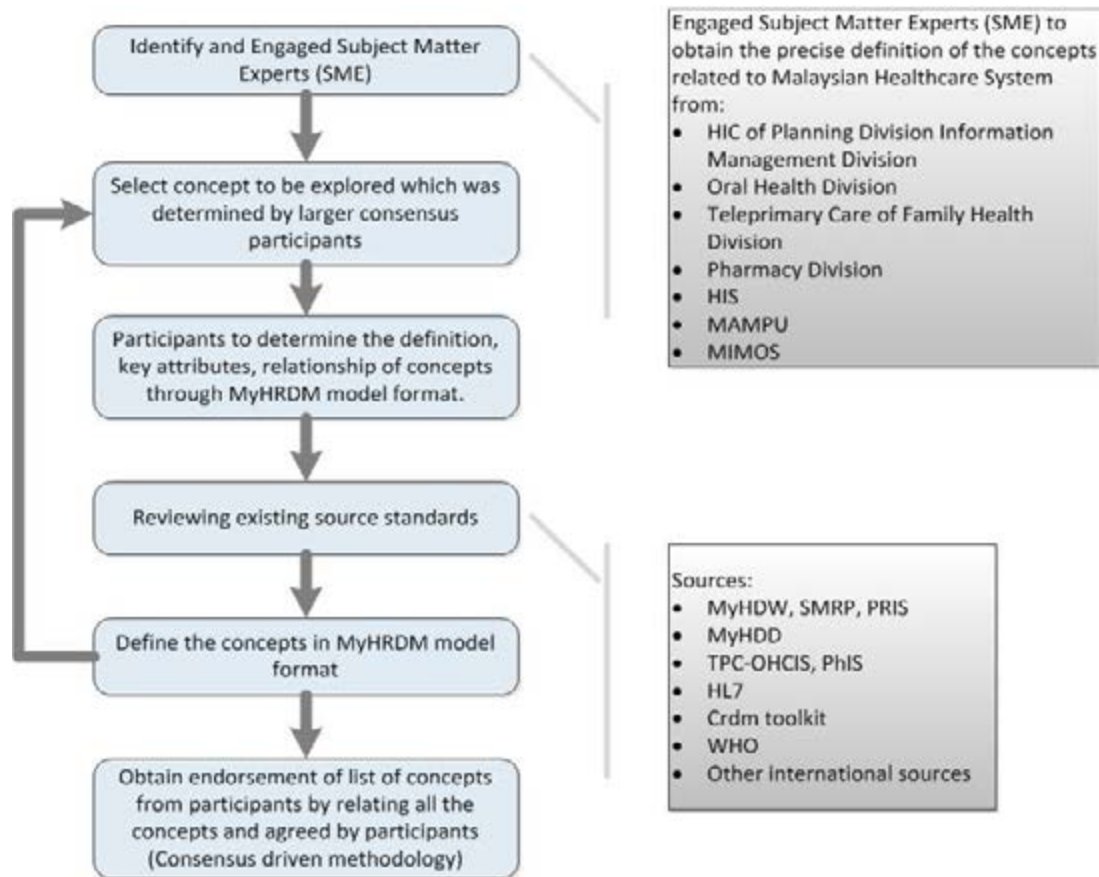 Identify and Engaged Subject Matter
Experts (SME)
Select concept to be explored which was
determined by larger consensus
participants
Participants to determine the definition,
key attributes, relationship of concepts
through MyHRDM model format.
Reviewing existing source standards
Define the concepts in MyHRDM model
format
Obtain endorsement of list of concepts
from participants by relating all the
concepts and agreed by participants
(Consensus driven methodology)
Engaged Subject Matter Experts (SME) to
obtain the precise definition of the concepts
related to Malaysian Healthcare System
from:
• HIC of Planning Division Information
Management Division
• Oral Health Division
• Teleprimary Care of Family Health
Division
• Pharmacy Division
• HIS
• MAMPU
• MIMOS
Sources:
• MyHDW, SMRP, PRIS
• MyHDD
• TPC-OHCIS, PhIS
• HL7
• Crdm toolkit
• WHO
• Other international sources